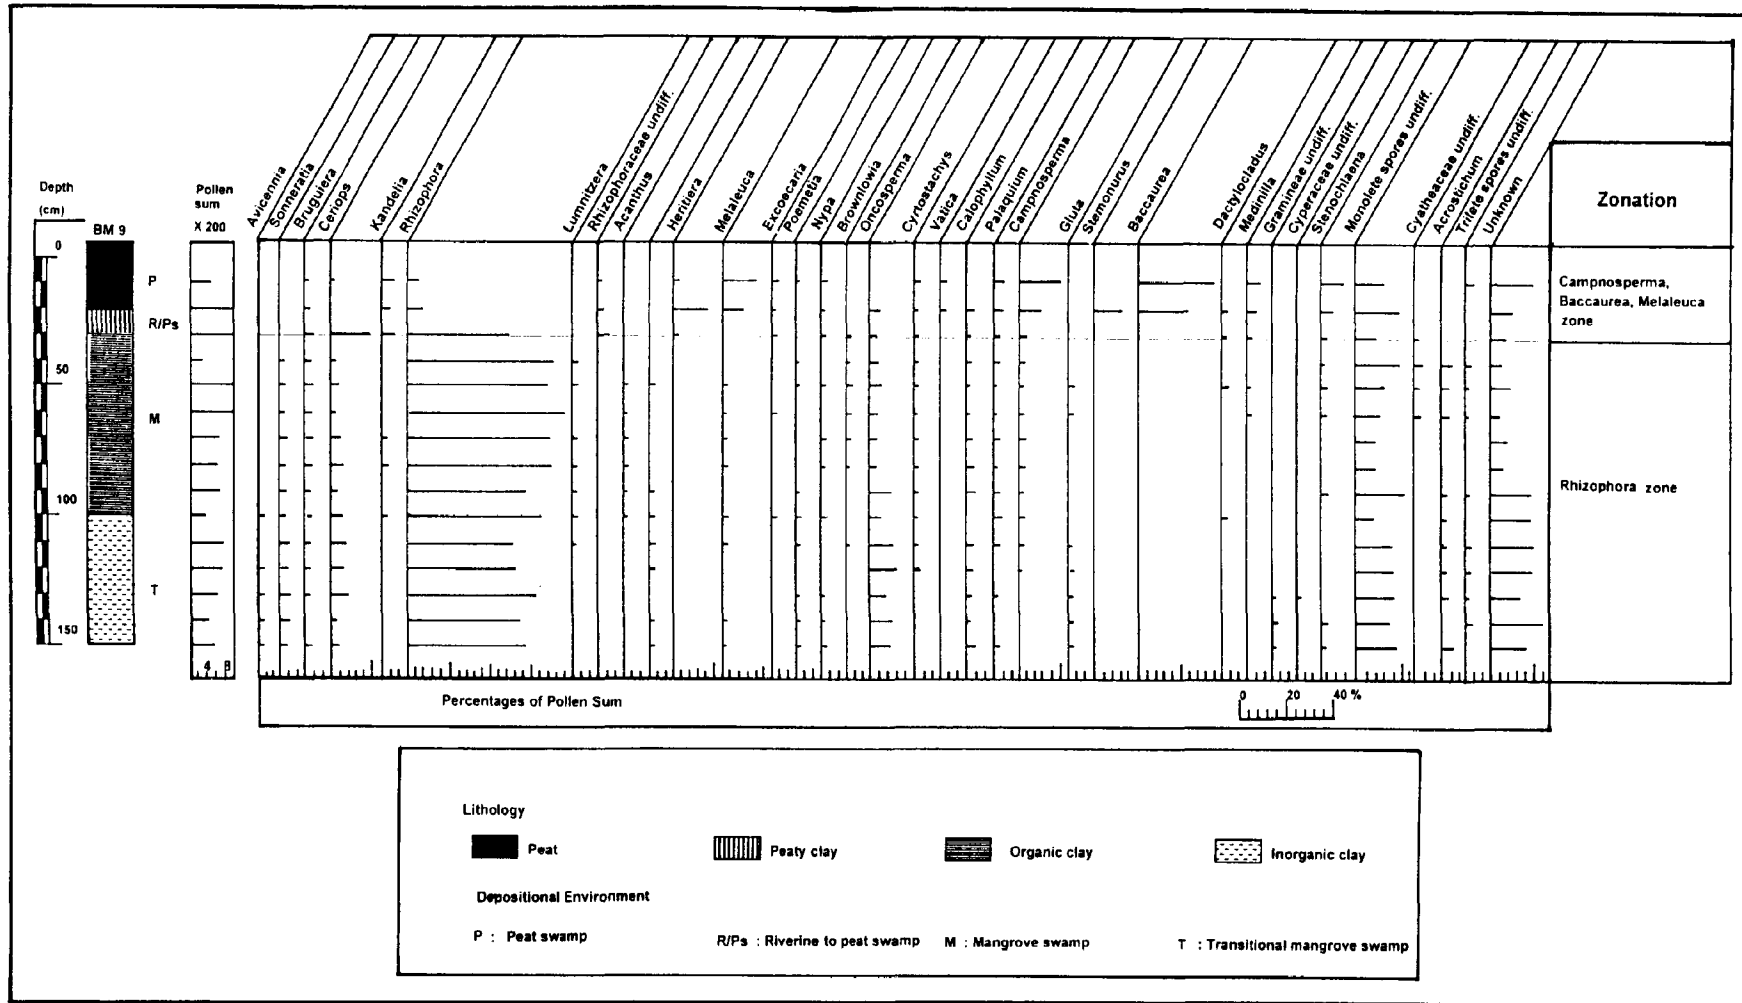 Depth
(cm)
BM 9
Pollen
sum
X 200
Avicennia
Sonneratia
Bruguiera
Ceriops
Kandelia
Rhizophora
Lumnitzera
Rhizophoraceae undiff.
Acanthus
Heritiera
Melaleuca
Excoecaria
Poemetia
Nypa
Brownlowia
Oncosperma
Cyrtostachys
Vatica
Calophyllum
Palaquium
Campnosperma
Gluta
Stemonurus
Baccaurea
Dactylocladus
Medinilla
Gramineae undiff.
Cyperaceae undiff.
Stenochlaena
Monolete spores undiff.
Cyatheaceae undiff.
Acrostichum
Trilete spores undiff.
Unknown
Zonation
0
50
100
150
P
R/Ps
M
T
4 8
Campnosperma,
Baccaurea, Melaleuca
zone
Rhizophora zone
Percentages of Pollen Sum
0 20 40 %
Lithology
Peat
Peaty clay
Organic clay
Inorganic clay
Depositional Environment
P : Peat swamp
R/Ps : Riverine to peat swamp
M : Mangrove swamp
T : Transitional mangrove swamp